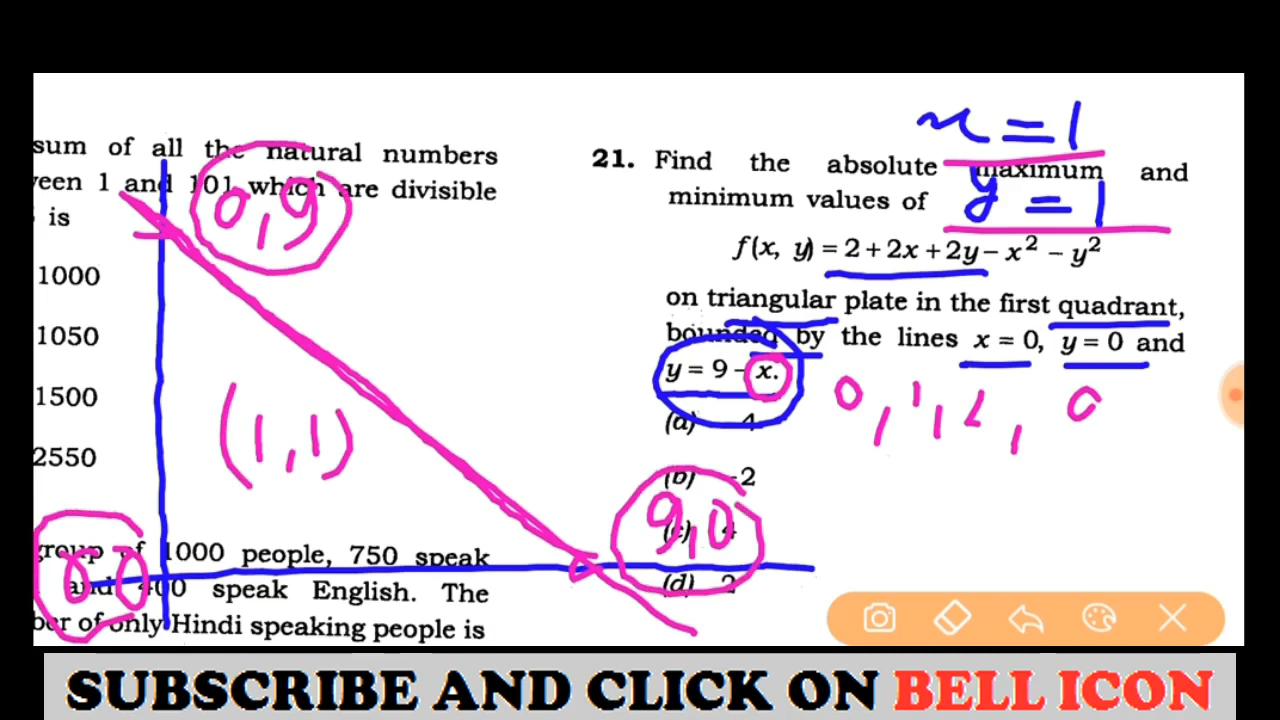 sum of all the natural numbers
veen 1 and 101 which are divisible
is
1000
1050
1500
2550
group of 1000 people, 750 speak
and 400 speak English. The
ber of only Hindi speaking people is
0,9
(1,1)
0 0
9,0
x = 1
y = 1
21. Find the absolute maximum and
minimum values of
f(x, y) = 2 + 2x + 2y – x² – y²
on triangular plate in the first quadrant,
bounded by the lines x = 0, y = 0 and
y = 9 – x.
(a) 4
(b) -2
(c) 4
(d) 2
SUBSCRIBE AND CLICK ON BELL ICON